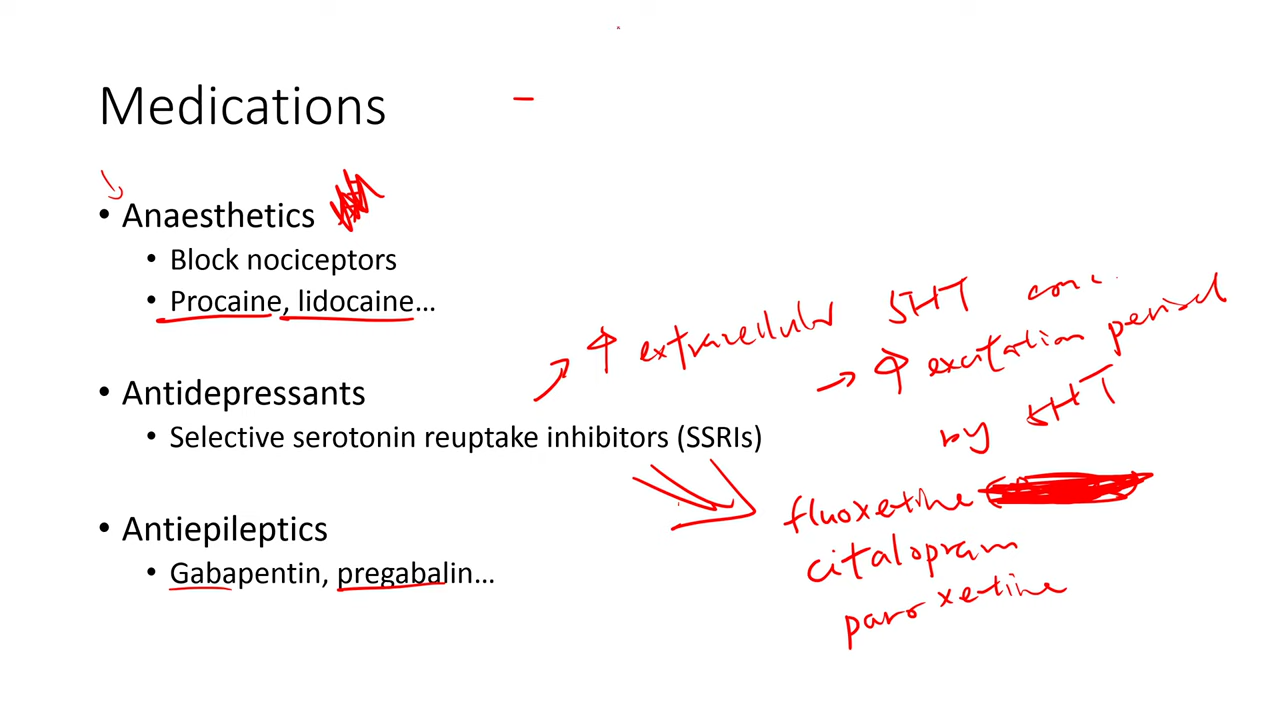 Medications
• Anaesthetics
• Block nociceptors
• Procaine, lidocaine…
↑ extracellular 5HT conc
→ ↑ excitation period
by 5HT
• Antidepressants
• Selective serotonin reuptake inhibitors (SSRIs)
fluoxetine
citalopram
paroxetine
• Antiepileptics
• Gabapentin, pregabalin…